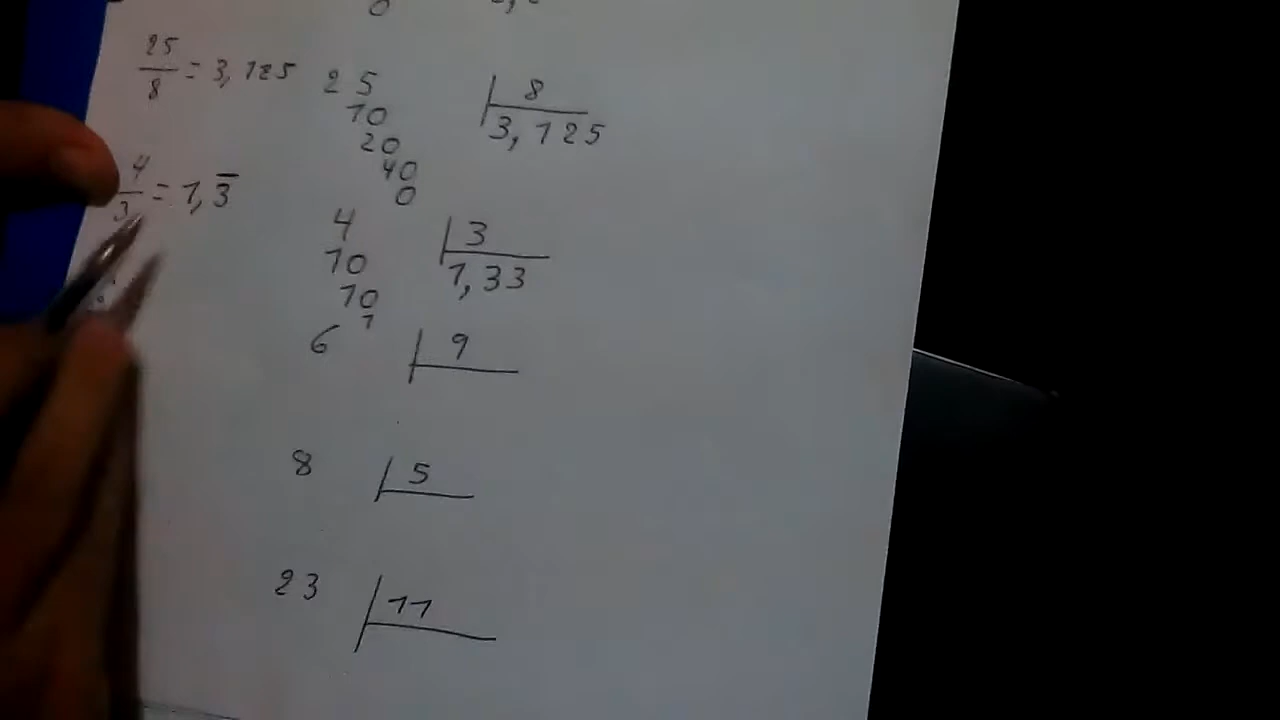 25/8 = 3,125
25 | 8
10 3,125
20
40
0
4/3 = 1,3̅
4 | 3
10 1,33
10
1
6 | 9
8 | 5
23 | 11